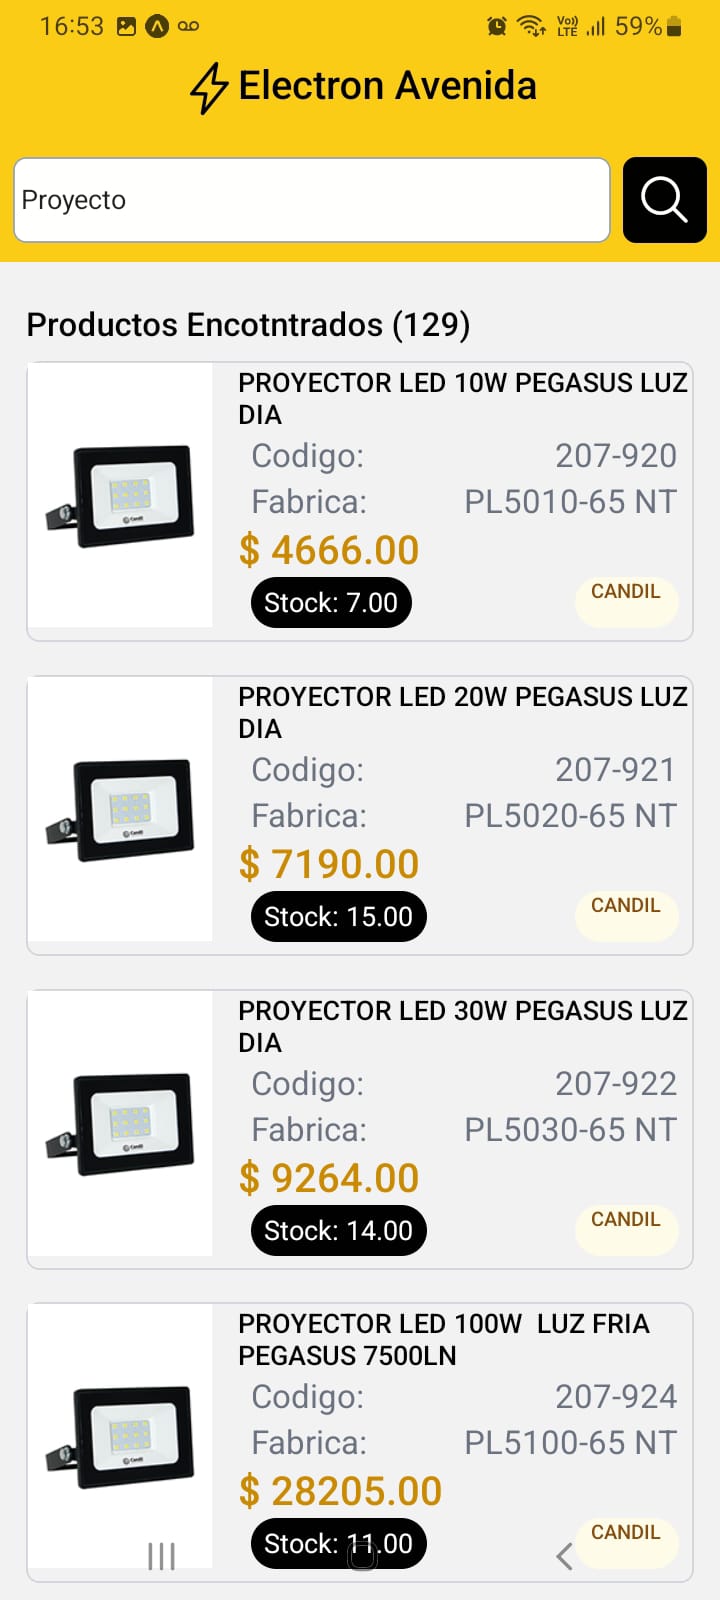 16:53 Vo)) LTE 59%
Electron Avenida
Proyecto
Productos Encotntrados (129)
PROYECTOR LED 10W PEGASUS LUZ
DIA
Codigo: 207-920
Fabrica: PL5010-65 NT
$ 4666.00
Stock: 7.00 CANDIL
PROYECTOR LED 20W PEGASUS LUZ
DIA
Codigo: 207-921
Fabrica: PL5020-65 NT
$ 7190.00
Stock: 15.00 CANDIL
PROYECTOR LED 30W PEGASUS LUZ
DIA
Codigo: 207-922
Fabrica: PL5030-65 NT
$ 9264.00
Stock: 14.00 CANDIL
PROYECTOR LED 100W LUZ FRIA
PEGASUS 7500LN
Codigo: 207-924
Fabrica: PL5100-65 NT
$ 28205.00
Stock: 11.00 CANDIL